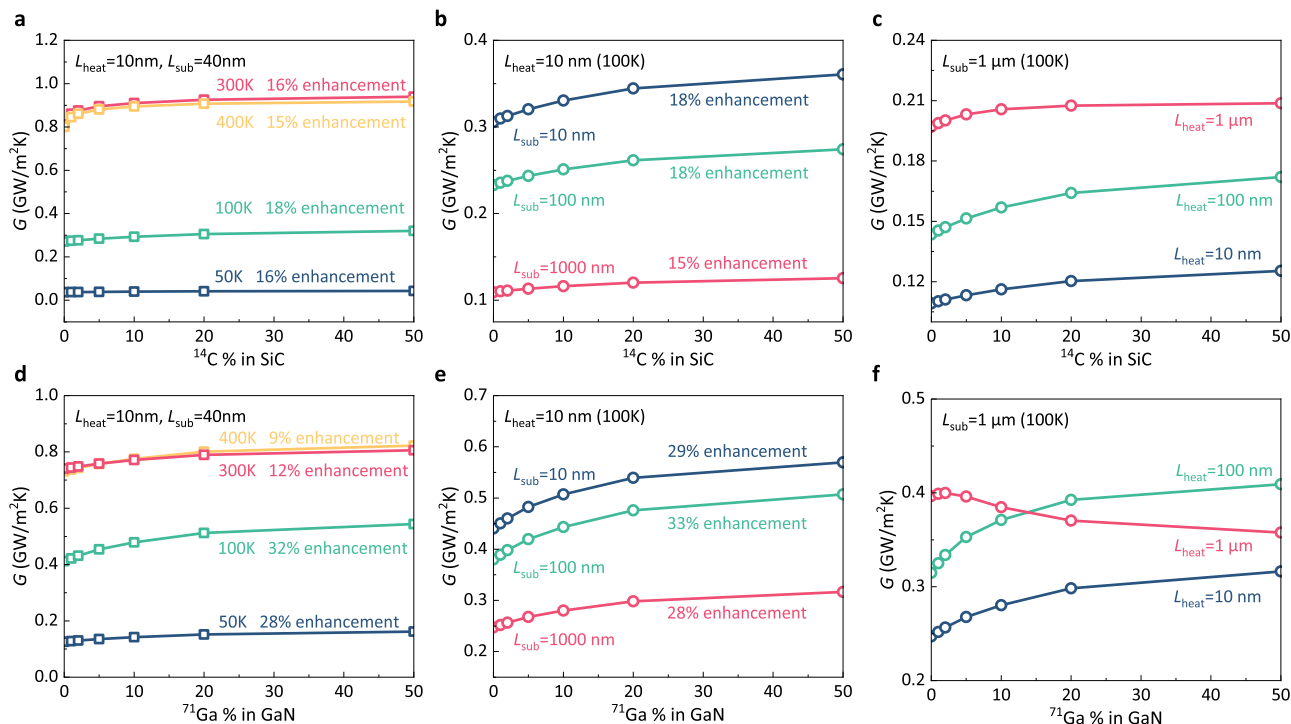 a
L_heat=10nm, L_sub=40nm
300K 16% enhancement
400K 15% enhancement
100K 18% enhancement
50K 16% enhancement
1.2
1.0
0.8
0.6
0.4
0.2
0.0
G (GW/m²K)
0 10 20 30 40 50
¹⁴C % in SiC
b
L_heat=10 nm (100K)
18% enhancement
L_sub=10 nm
18% enhancement
L_sub=100 nm
15% enhancement
L_sub=1000 nm
0.4
0.3
0.2
0.1
G (GW/m²K)
0 10 20 30 40 50
¹⁴C % in SiC
c
L_sub=1 μm (100K)
L_heat=1 μm
L_heat=100 nm
L_heat=10 nm
0.24
0.21
0.18
0.15
0.12
G (GW/m²K)
0 10 20 30 40 50
¹⁴C % in SiC
d
L_heat=10nm, L_sub=40nm
400K 9% enhancement
300K 12% enhancement
100K 32% enhancement
50K 28% enhancement
1.0
0.8
0.6
0.4
0.2
0.0
G (GW/m²K)
0 10 20 30 40 50
⁷¹Ga % in GaN
e
L_heat=10 nm (100K)
29% enhancement
L_sub=10 nm
33% enhancement
L_sub=100 nm
28% enhancement
L_sub=1000 nm
0.7
0.6
0.5
0.4
0.3
0.2
G (GW/m²K)
0 10 20 30 40 50
⁷¹Ga % in GaN
f
L_sub=1 μm (100K)
L_heat=100 nm
L_heat=1 μm
L_heat=10 nm
0.5
0.4
0.3
0.2
G (GW/m²K)
0 10 20 30 40 50
⁷¹Ga % in GaN